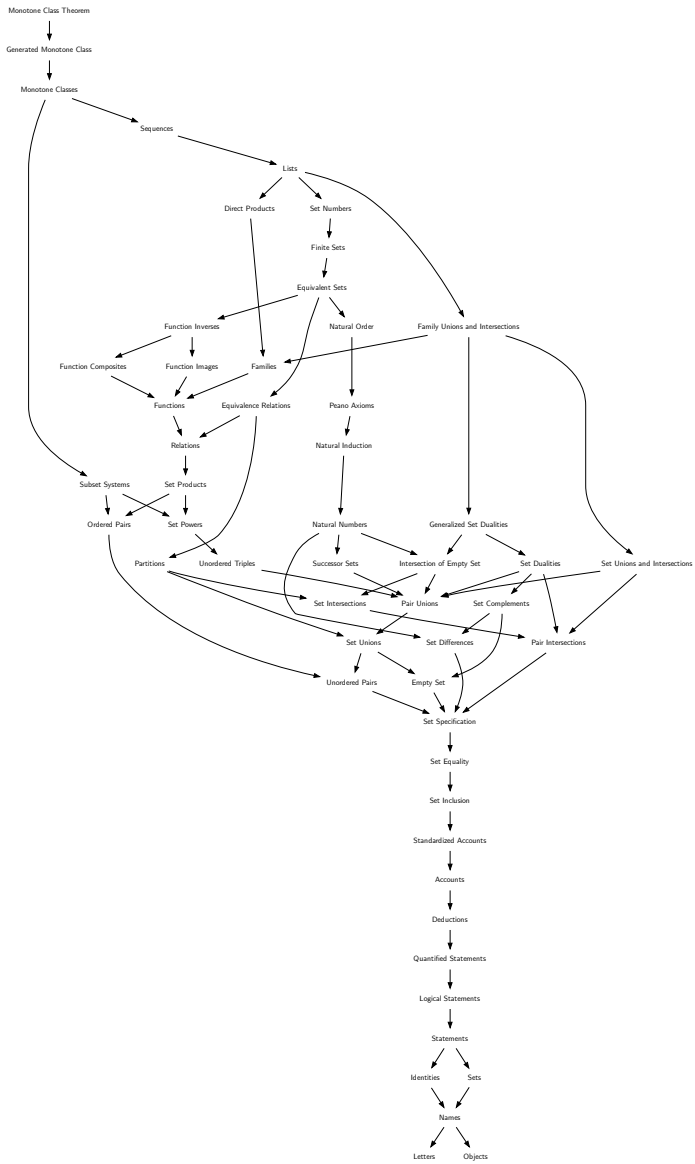 Monotone Class Theorem
Generated Monotone Class
Monotone Classes
Sequences
Lists
Direct Products
Set Numbers
Finite Sets
Equivalent Sets
Function Inverses
Natural Order
Family Unions and Intersections
Function Composites
Function Images
Families
Functions
Equivalence Relations
Peano Axioms
Relations
Natural Induction
Subset Systems
Set Products
Ordered Pairs
Set Powers
Natural Numbers
Generalized Set Dualities
Partitions
Unordered Triples
Successor Sets
Intersection of Empty Set
Set Dualities
Set Unions and Intersections
Set Intersections
Pair Unions
Set Complements
Set Unions
Set Differences
Pair Intersections
Unordered Pairs
Empty Set
Set Specification
Set Equality
Set Inclusion
Standardized Accounts
Accounts
Deductions
Quantified Statements
Logical Statements
Statements
Identities
Sets
Names
Letters
Objects